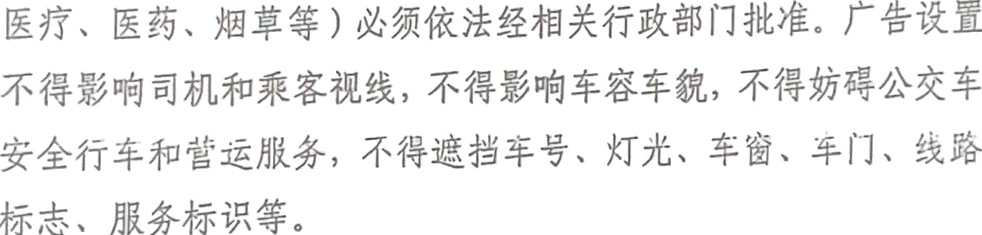 医疗、医药、烟草等）必须依法经相关行政部门批准。广告设置
不得影响司机和乘客视线，不得影响车容车貌，不得妨碍公交车
安全行车和营运服务，不得遮挡车号、灯光、车窗、车门、线路
标志、服务标识等。